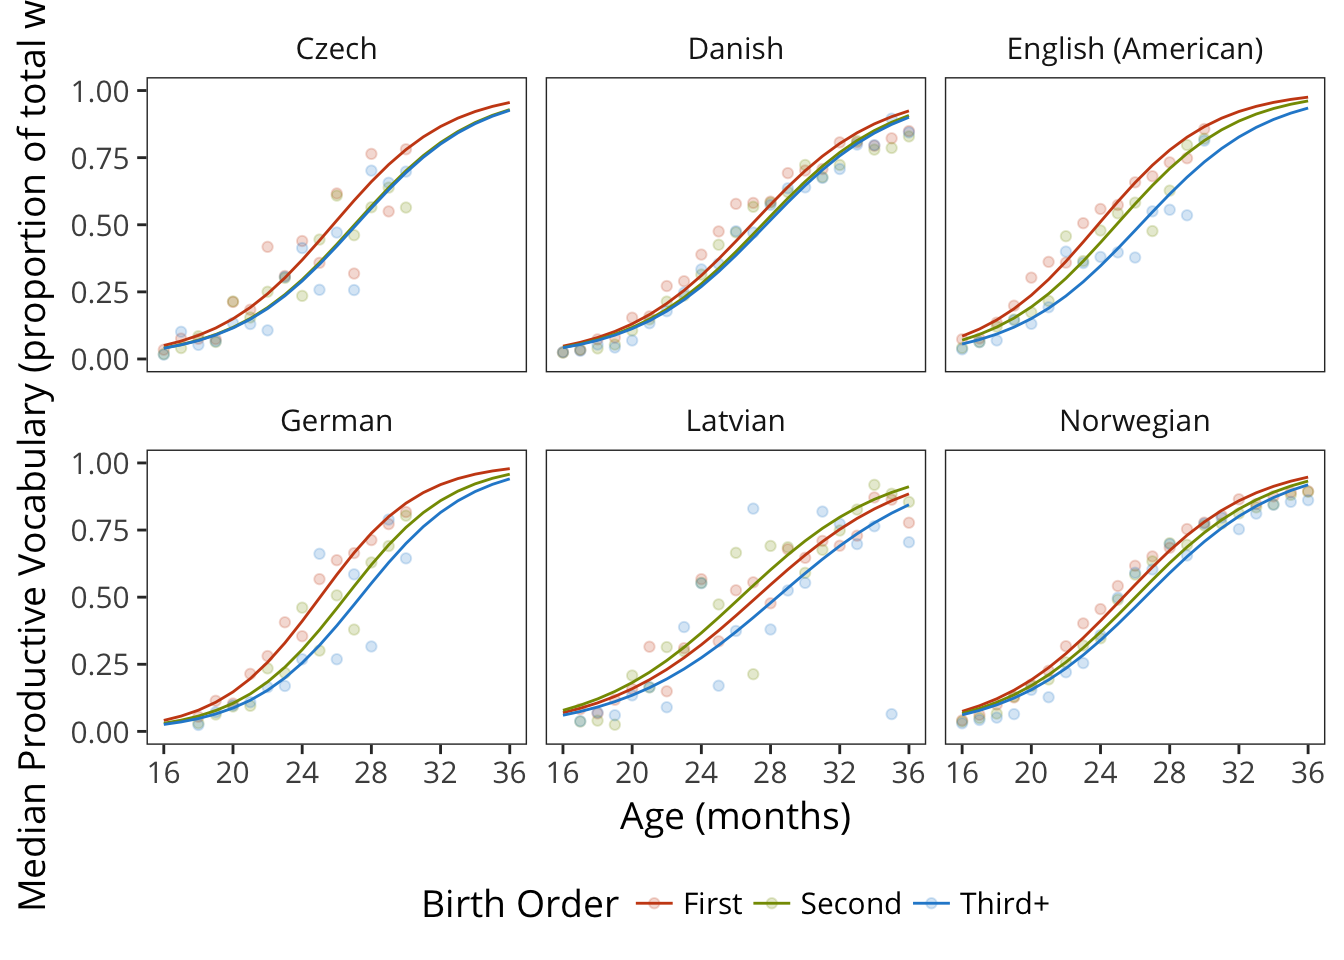 Median Productive Vocabulary (proportion of total
Czech Danish English (American)
1.00
0.75
0.50
0.25
0.00
German Latvian Norwegian
1.00
0.75
0.50
0.25
0.00
16 20 24 28 32 36 16 20 24 28 32 36 16 20 24 28 32 36
Age (months)
Birth Order First Second Third+